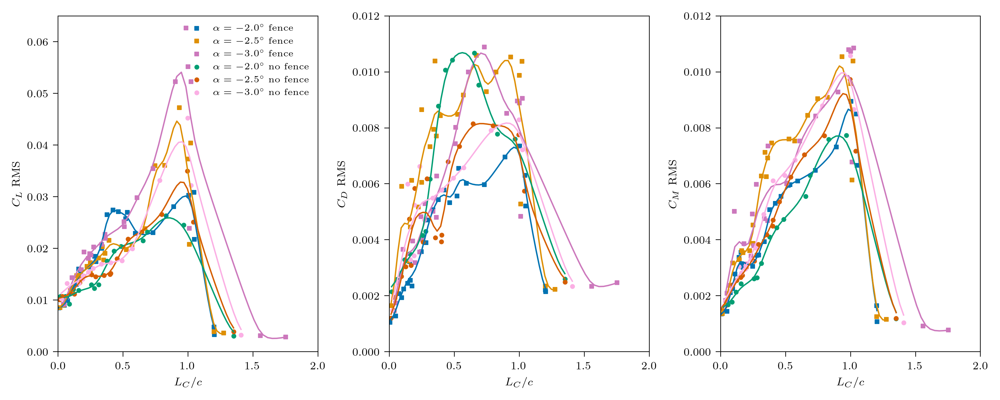 α = −2.0° fence
α = −2.5° fence
α = −3.0° fence
α = −2.0° no fence
α = −2.5° no fence
α = −3.0° no fence
0.06
0.05
0.04
0.03
0.02
0.01
0.00
C_L RMS
0.0 0.5 1.0 1.5 2.0
L_C/c
0.012
0.010
0.008
0.006
0.004
0.002
0.000
C_D RMS
0.0 0.5 1.0 1.5 2.0
L_C/c
0.012
0.010
0.008
0.006
0.004
0.002
0.000
C_M RMS
0.0 0.5 1.0 1.5 2.0
L_C/c